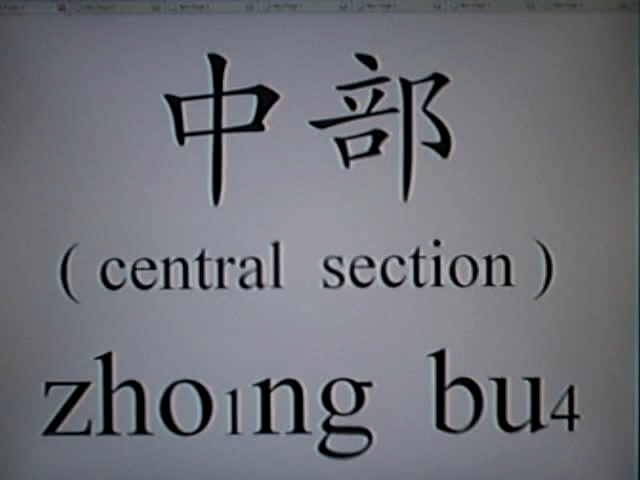 中部
( central section )
zho1ng bu4